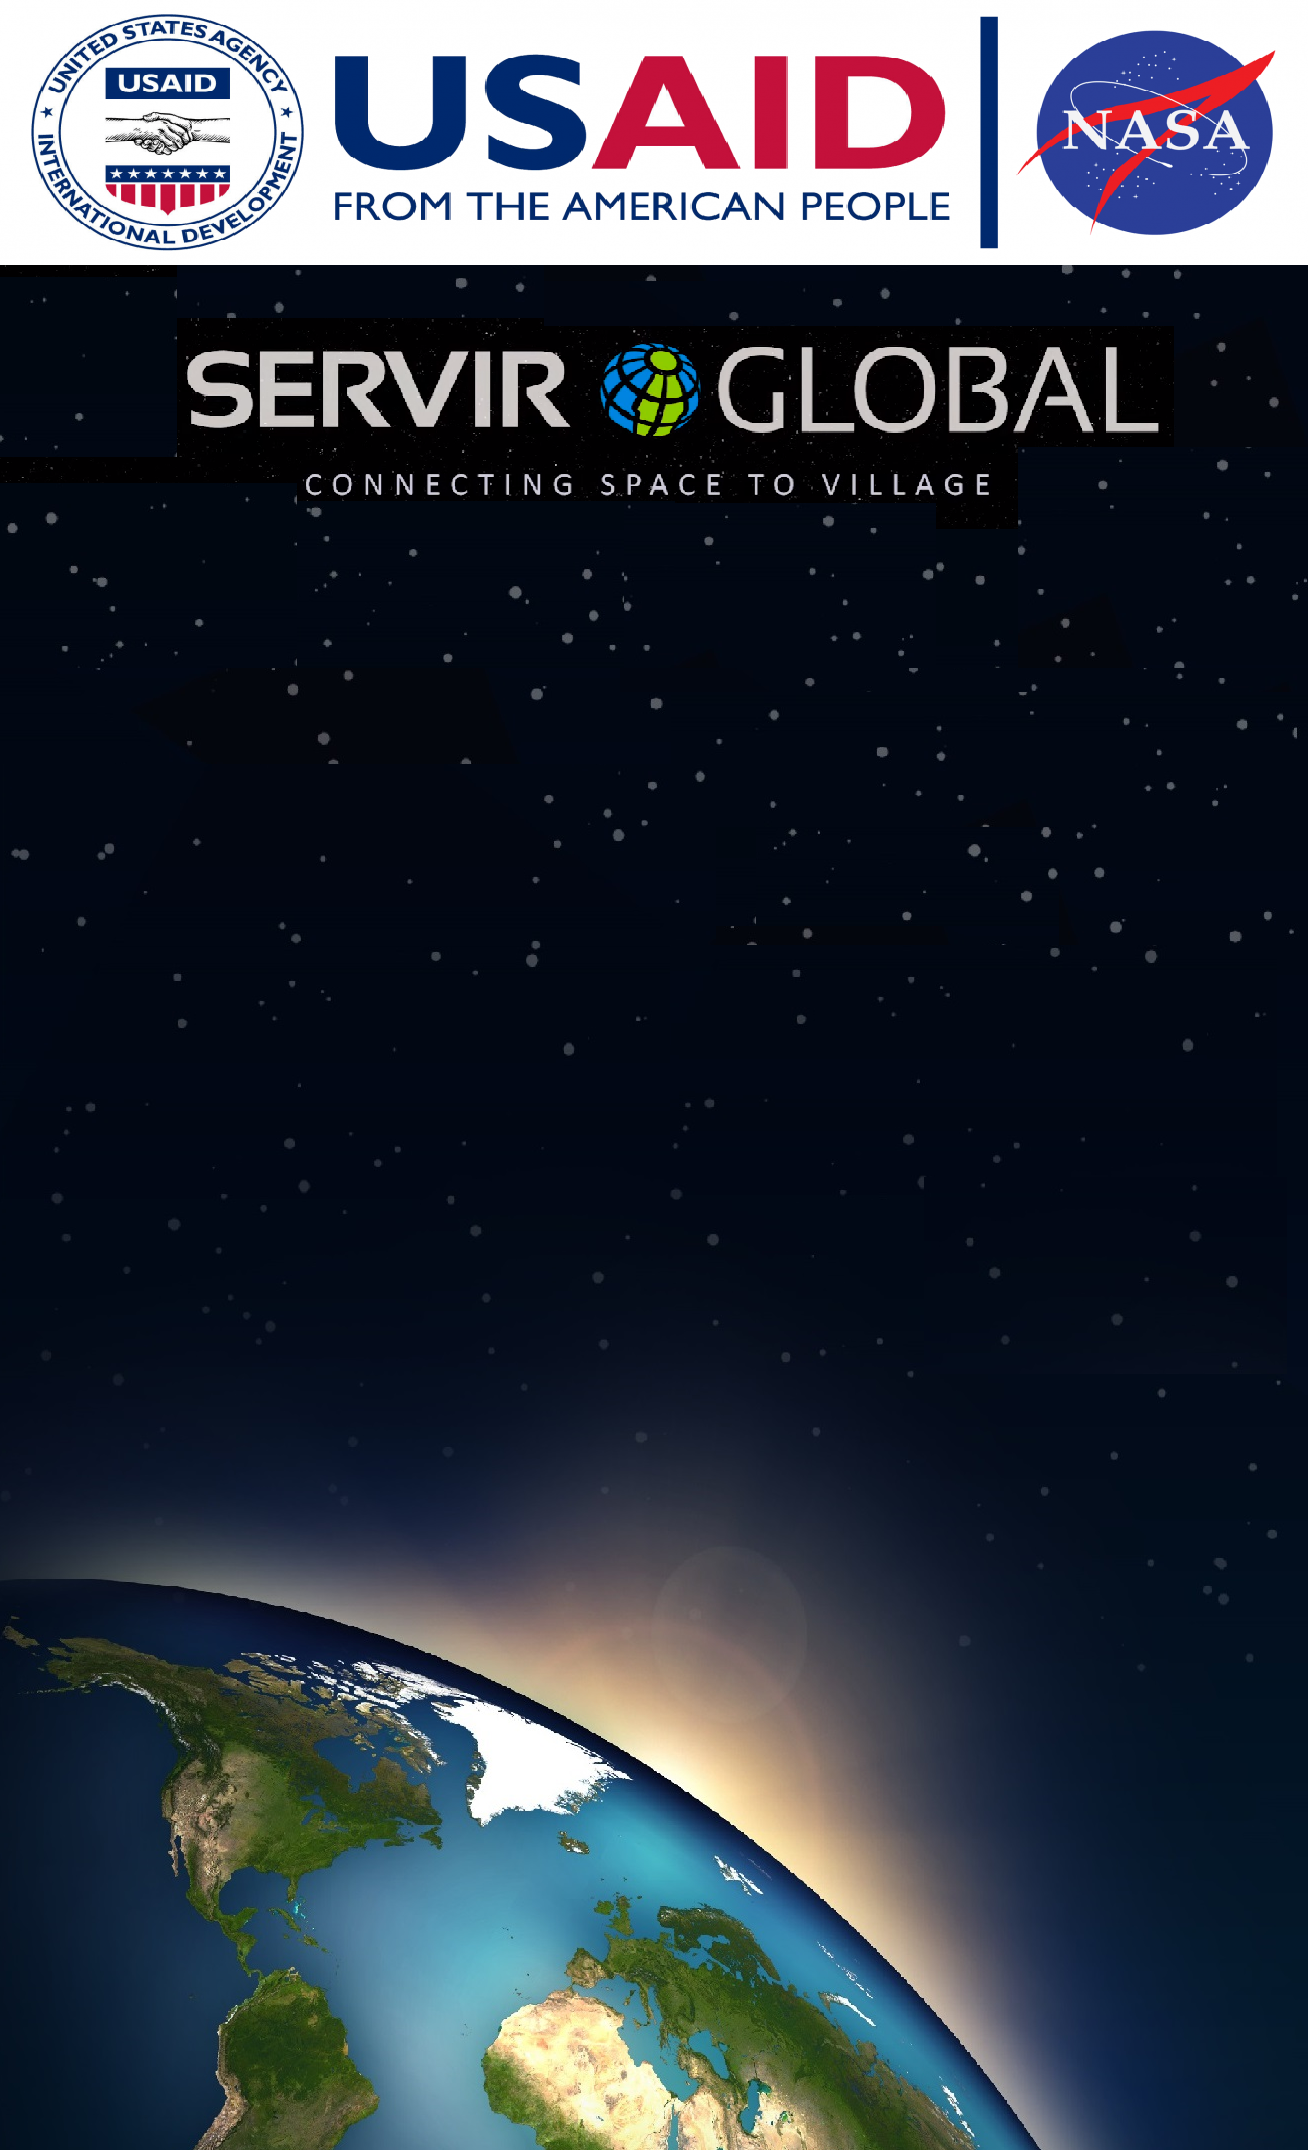 UNITED STATES AGENCY
USAID
INTERNATIONAL DEVELOPMENT
USAID
FROM THE AMERICAN PEOPLE
NASA
SERVIR GLOBAL
CONNECTING SPACE TO VILLAGE